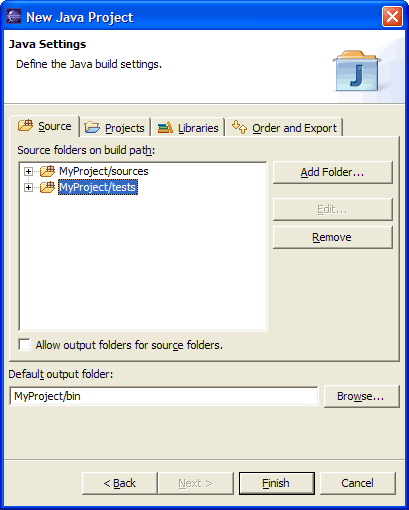 New Java Project
Java Settings
Define the Java build settings.
J
Source Projects Libraries Order and Export
Source folders on build path:
MyProject/sources
MyProject/tests
Add Folder...
Edit...
Remove
Allow output folders for source folders.
Default output folder:
MyProject/bin
Browse...
< Back Next > Finish Cancel